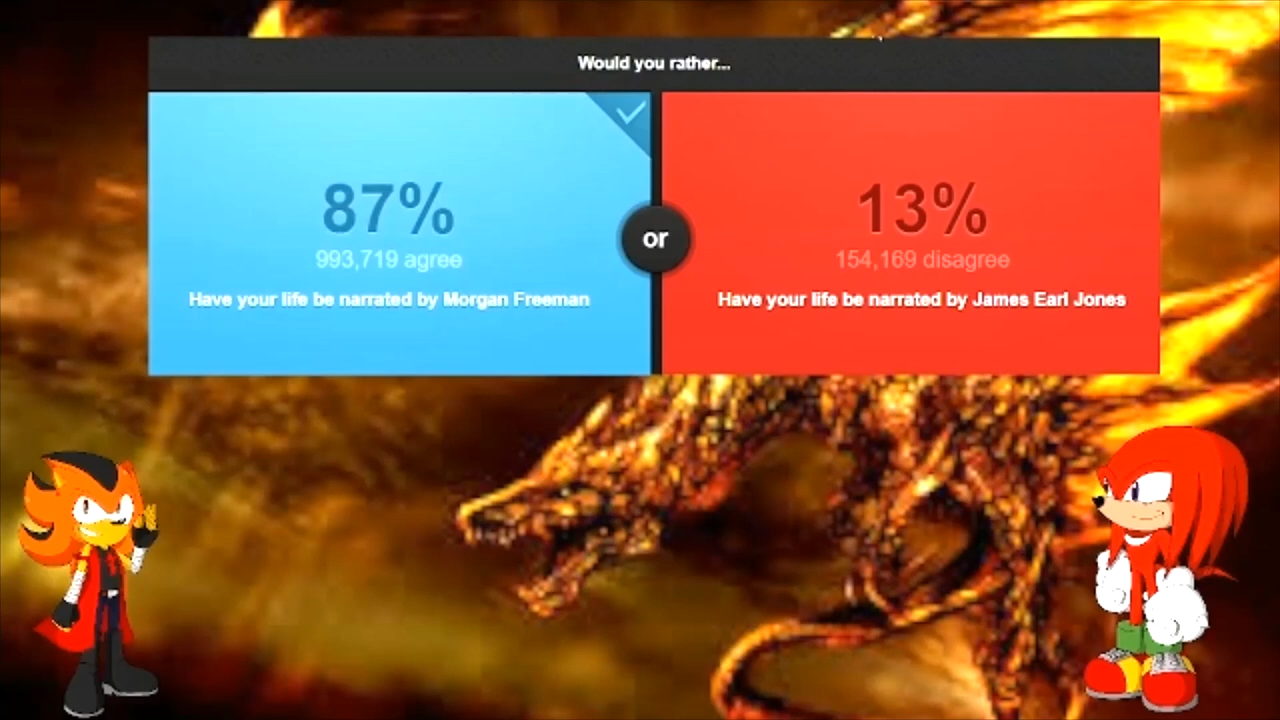 Would you rather...
87%
993,719 agree
Have your life be narrated by Morgan Freeman
or
13%
154,169 disagree
Have your life be narrated by James Earl Jones